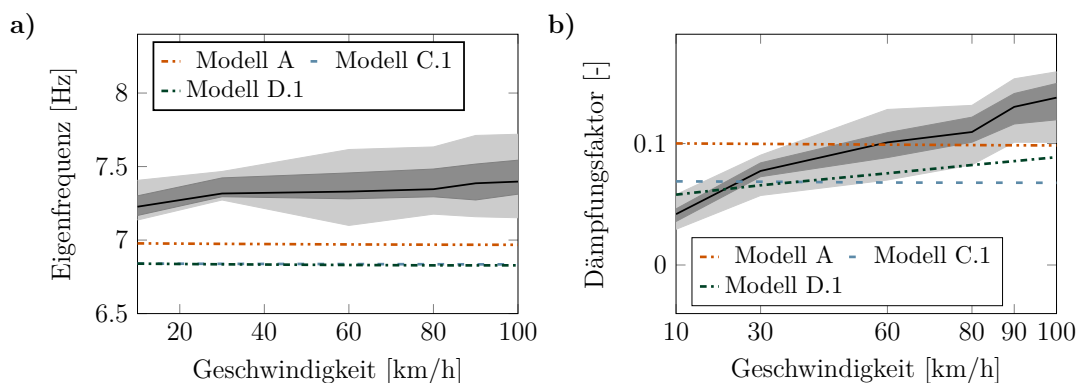 a)
Eigenfrequenz [Hz]
8
7.5
7
6.5
Modell A
Modell C.1
Modell D.1
20
40
60
80
100
Geschwindigkeit [km/h]
b)
Dämpfungsfaktor [-]
0.1
0
Modell A
Modell C.1
Modell D.1
10
30
60
80
90
100
Geschwindigkeit [km/h]